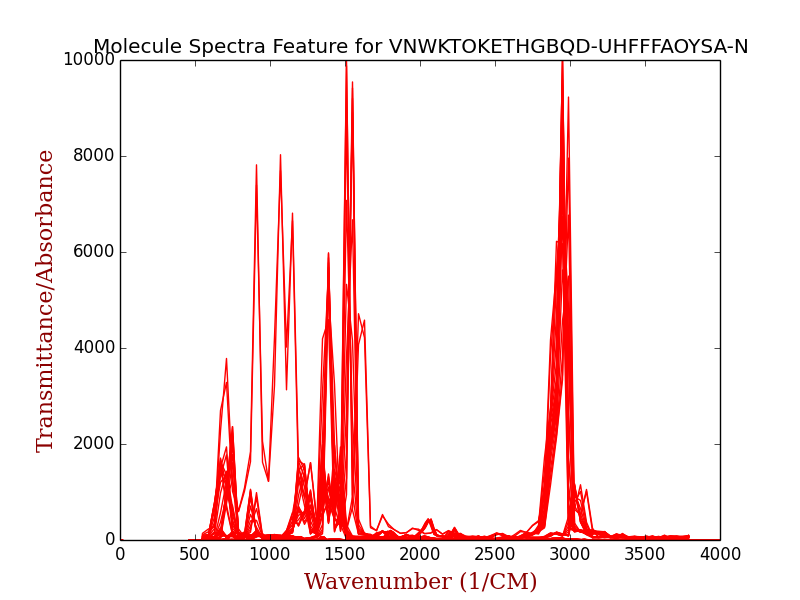 Molecule Spectra Feature for VNWKTOKETHGBQD-UHFFFAOYSA-N
10000
8000
6000
4000
2000
0
Transmittance/Absorbance
0 500 1000 1500 2000 2500 3000 3500 4000
Wavenumber (1/CM)